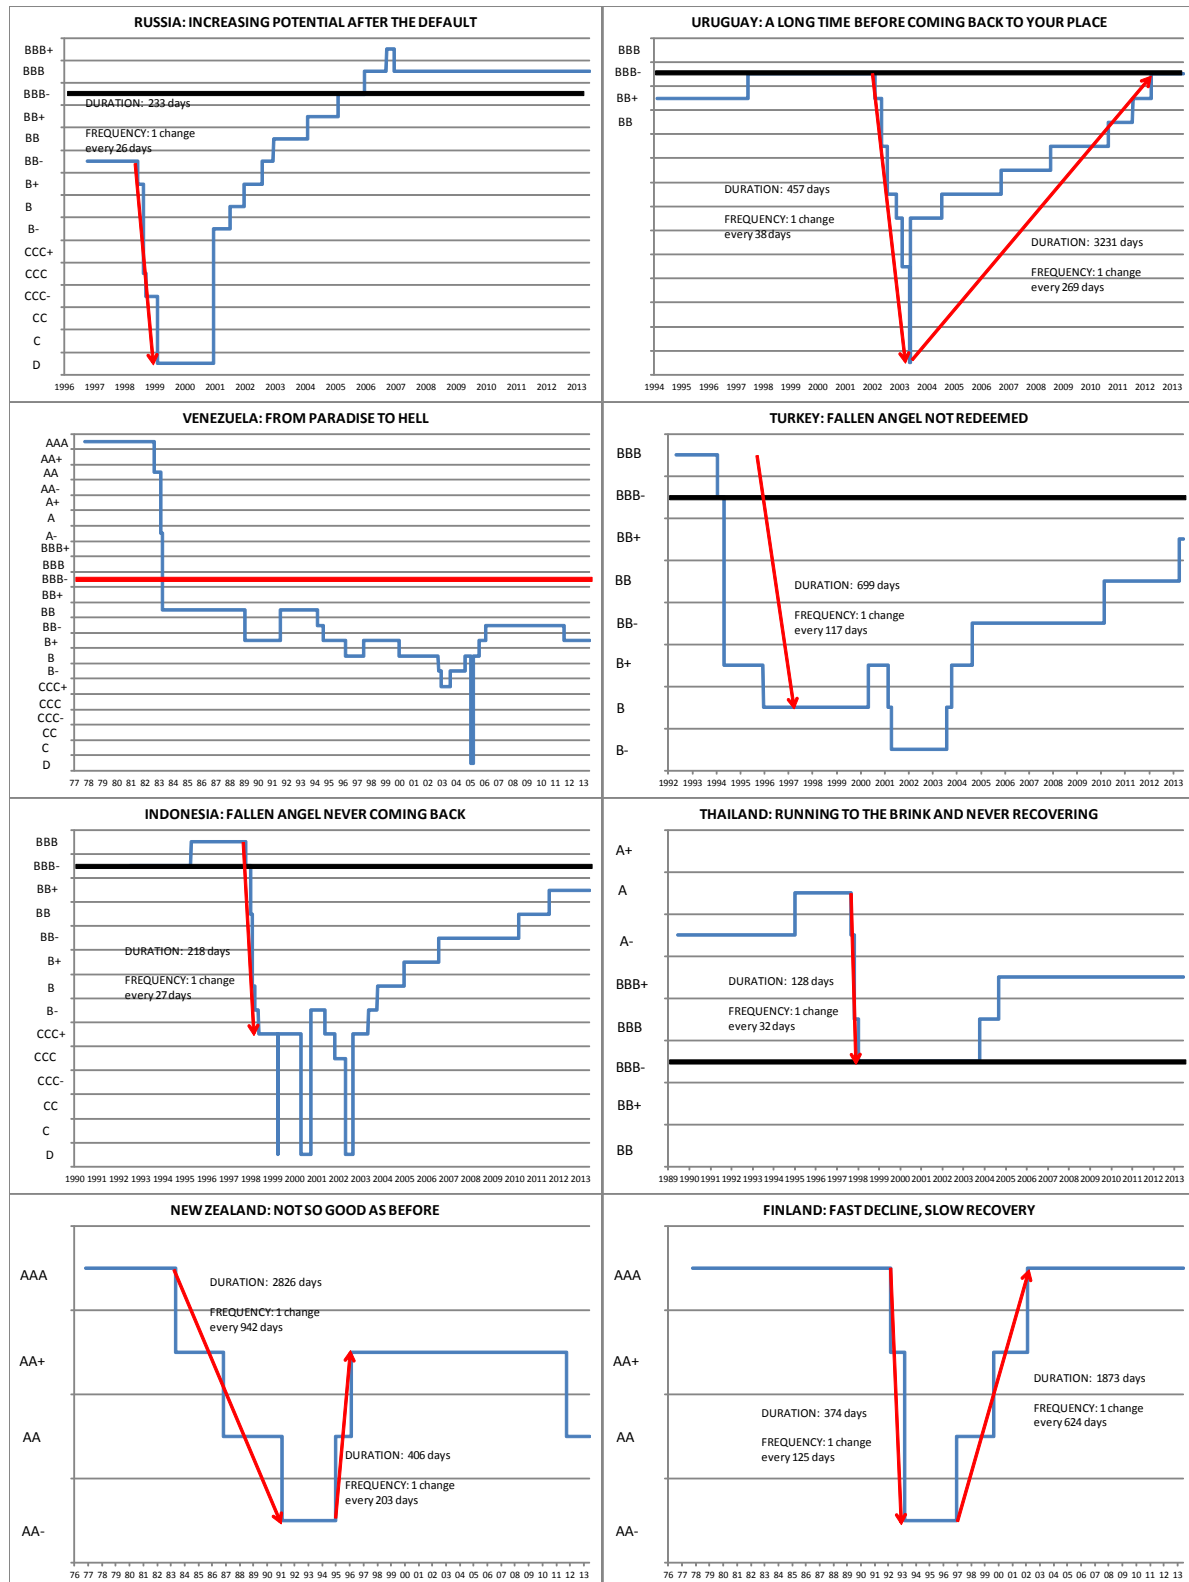 RUSSIA: INCREASING POTENTIAL AFTER THE DEFAULT
BBB+
BBB
BBB-
BB+
BB
BB-
B+
B
B-
CCC+
CCC
CCC-
CC
C
D
DURATION: 233 days
FREQUENCY: 1 change
every 26 days
1996 1997 1998 1999 2000 2001 2002 2003 2004 2005 2006 2007 2008 2009 2010 2011 2012 2013
URUGUAY: A LONG TIME BEFORE COMING BACK TO YOUR PLACE
BBB
BBB-
BB+
BB
DURATION: 457 days
FREQUENCY: 1 change
every 38 days
DURATION: 3231 days
FREQUENCY: 1 change
every 269 days
1994 1995 1996 1997 1999 1999 2000 2001 2002 2003 2004 2005 2006 2007 2008 2010 2011 2012 2013
VENEZUELA: FROM PARADISE TO HELL
AAA
AA+
AA
AA-
A+
A
A-
BBB+
BBB
BBB-
BB+
BB
BB-
B+
B
B-
CCC+
CCC
CCC-
CC
C
D
77 78 79 80 81 82 83 84 85 86 87 88 89 90 91 92 93 94 95 96 97 98 99 00 01 02 03 04 05 06 07 08 09 10 11 12 13
TURKEY: FALLEN ANGEL NOT REDEEMED
BBB
BBB-
BB+
BB
BB-
B+
B
B-
DURATION: 699 days
FREQUENCY: 1 change
every 117 days
1992 1993 1994 1995 1996 1997 1998 1999 2000 2001 2002 2003 2004 2005 2006 2007 2008 2009 2010 2011 2012 2013
INDONESIA: FALLEN ANGEL NEVER COMING BACK
BBB
BBB-
BB+
BB
BB-
B+
B
B-
CCC+
CCC
CCC-
CC
C
D
DURATION: 218 days
FREQUENCY: 1 change
every 27 days
1990 1991 1992 1993 1994 1995 1996 1997 1998 1999 2000 2001 2002 2003 2004 2005 2006 2007 2008 2009 2010 2011 2012 2013
THAILAND: RUNNING TO THE BRINK AND NEVER RECOVERING
A+
A
A-
BBB+
BBB
BBB-
BB+
BB
DURATION: 128 days
FREQUENCY: 1 change
every 32 days
1989 1990 1991 1992 1993 1994 1995 1996 1997 1998 1999 2000 2001 2002 2003 2004 2005 2006 2007 2008 2009 2010 2011 2012 2013
NEW ZEALAND: NOT SO GOOD AS BEFORE
AAA
AA+
AA
AA-
DURATION: 2826 days
FREQUENCY: 1 change
every 942 days
DURATION: 406 days
FREQUENCY: 1 change
every 203 days
76 77 78 79 80 81 82 83 84 85 86 87 88 89 90 91 92 93 94 95 96 97 98 99 00 01 02 03 04 05 06 07 08 09 10 11 12 13
FINLAND: FAST DECLINE, SLOW RECOVERY
AAA
AA+
AA
AA-
DURATION: 1873 days
FREQUENCY: 1 change
every 624 days
DURATION: 374 days
FREQUENCY: 1 change
every 125 days
76 77 78 79 80 81 82 83 84 85 86 87 88 89 90 91 92 93 94 95 96 97 98 99 00 01 02 03 04 05 06 07 08 09 10 11 12 13